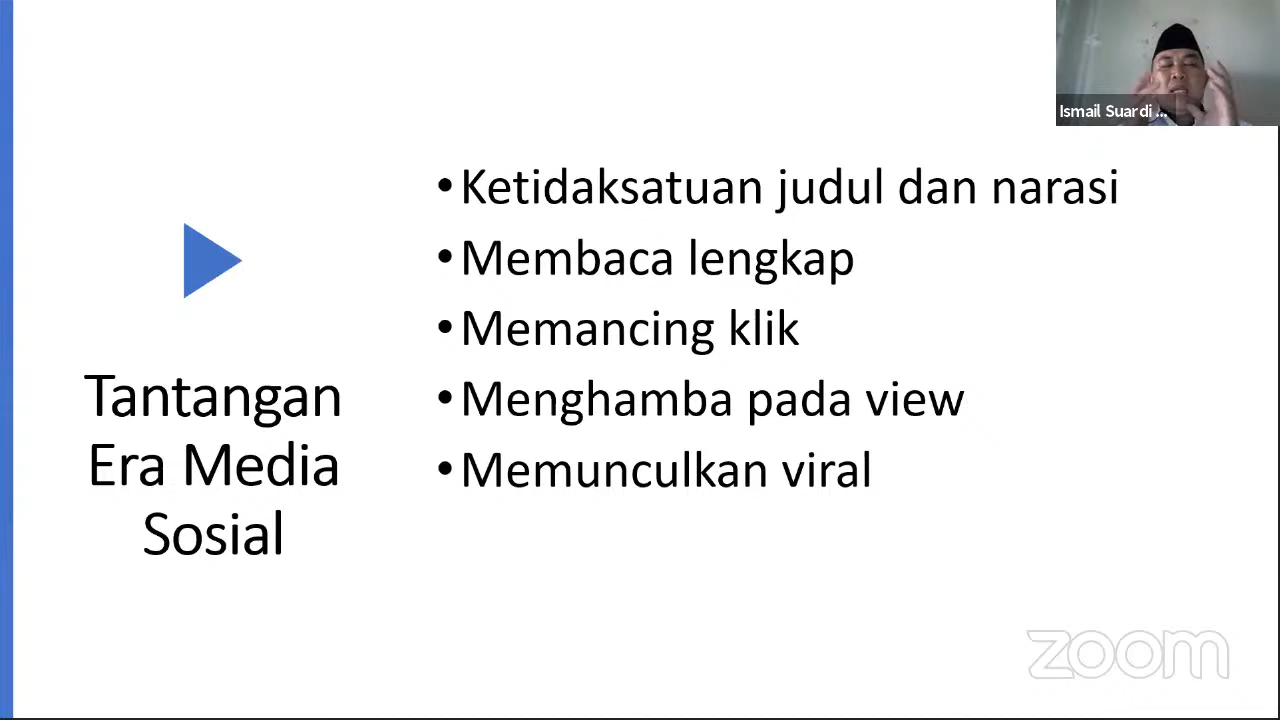 Ismail Suardi ...
•Ketidaksatuan judul dan narasi
•Membaca lengkap
•Memancing klik
•Menghamba pada view
•Memunculkan viral
Tantangan
Era Media
Sosial
zoom